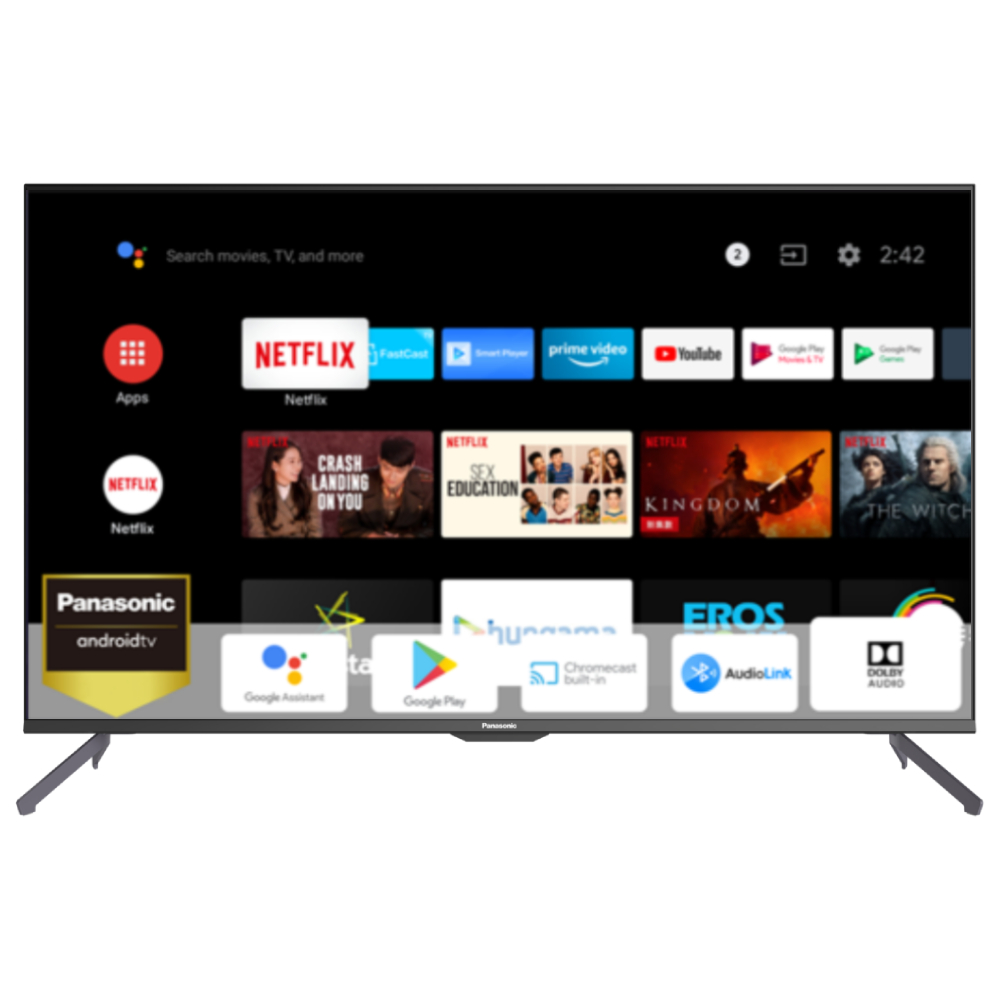 Search movies, TV, and more
2
2:42
NETFLIX
FastCast
Smart Player
prime video
YouTube
Google Play
Movies & TV
Google Play
Games
Apps
Netflix
NETFLIX
CRASH
LANDING
ON YOU
NETFLIX
SEX
EDUCATION
NETFLIX
KINGDOM
NETFLIX
THE WITCH
NETFLIX
Netflix
Panasonic
androidtv
hungama
EROS
Google Assistant
Google Play
Chromecast
built-in
AudioLink
DOLBY
AUDIO
Panasonic